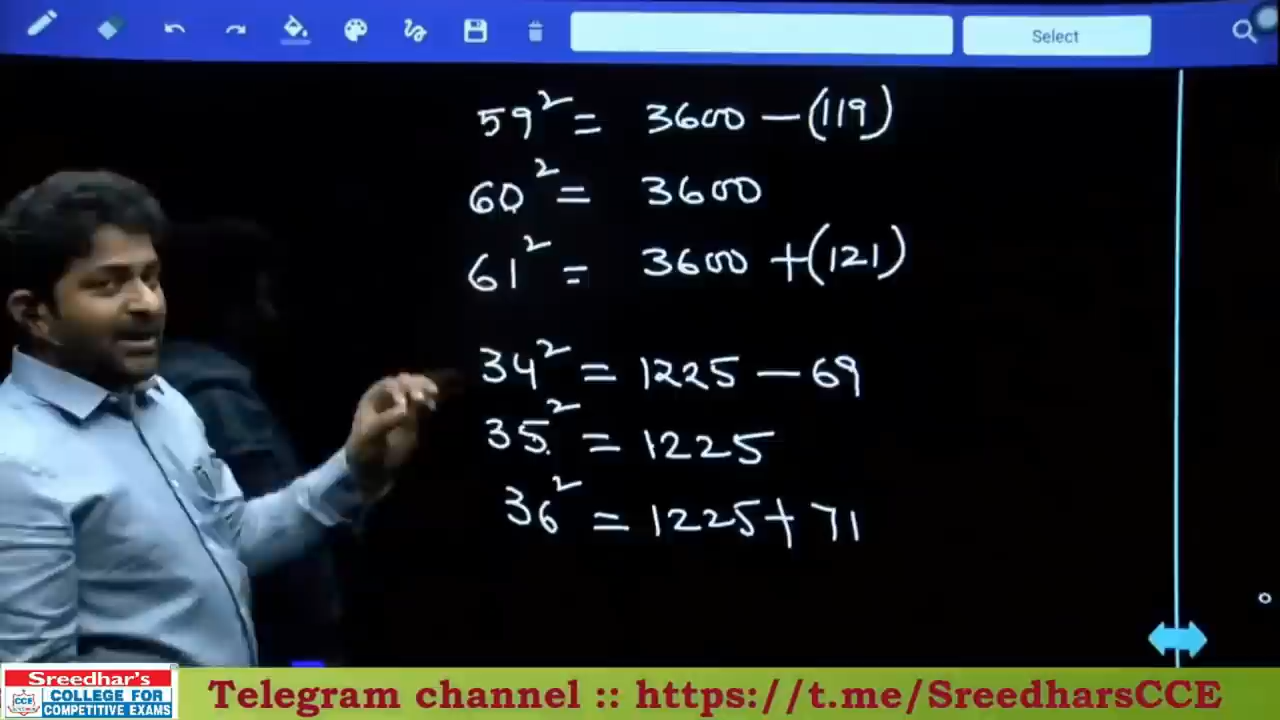 Select
59² = 3600 – (119)
60² = 3600
61² = 3600 + (121)
34² = 1225 – 69
35² = 1225
36² = 1225 + 71
Sreedhar's
CCE
COLLEGE FOR
COMPETITIVE EXAMS
Telegram channel :: https://t.me/SreedharsCCE